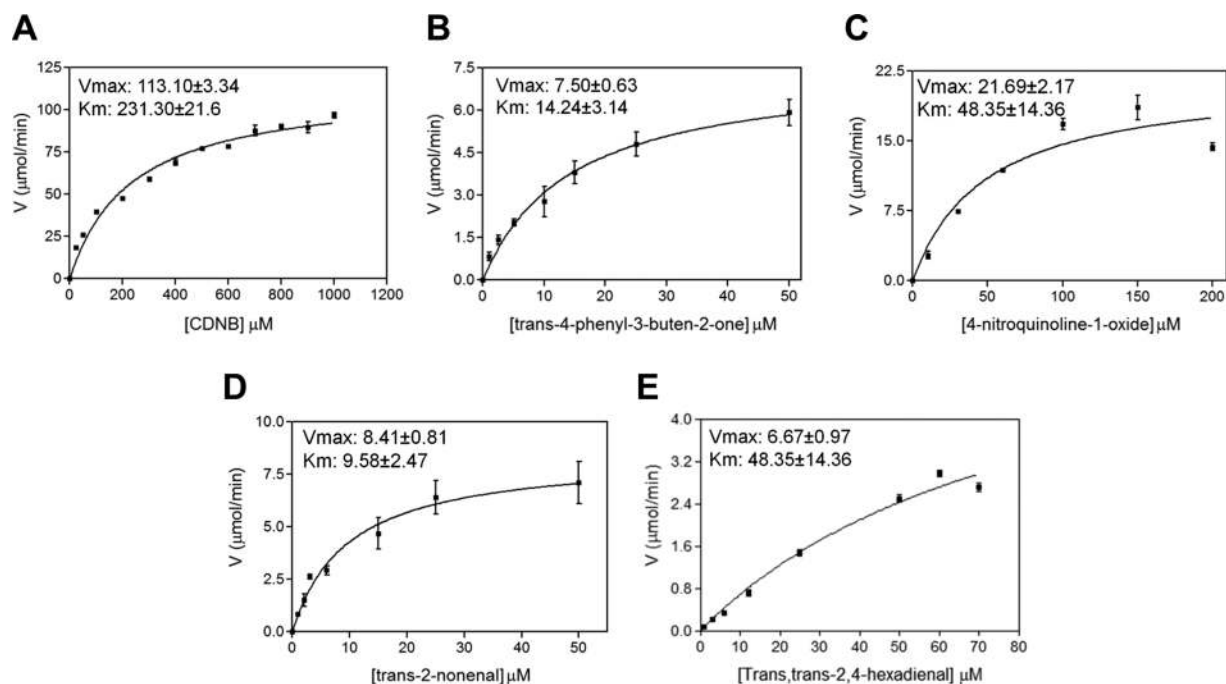 A
Vmax: 113.10±3.34
Km: 231.30±21.6
V (μmol/min)
125
100
75
50
25
0
0 200 400 600 800 1000 1200
[CDNB] μM
B
Vmax: 7.50±0.63
Km: 14.24±3.14
V (μmol/min)
7.5
6.0
4.5
3.0
1.5
0.0
0 10 20 30 40 50
[trans-4-phenyl-3-buten-2-one] μM
C
Vmax: 21.69±2.17
Km: 48.35±14.36
V (μmol/min)
22.5
15.0
7.5
0.0
0 50 100 150 200
[4-nitroquinoline-1-oxide] μM
D
Vmax: 8.41±0.81
Km: 9.58±2.47
V (μmol/min)
10.0
7.5
5.0
2.5
0.0
0 10 20 30 40 50
[trans-2-nonenal] μM
E
Vmax: 6.67±0.97
Km: 48.35±14.36
V (μmol/min)
4.0
3.2
2.4
1.6
0.8
0.0
0 10 20 30 40 50 60 70 80
[Trans,trans-2,4-hexadienal] μM